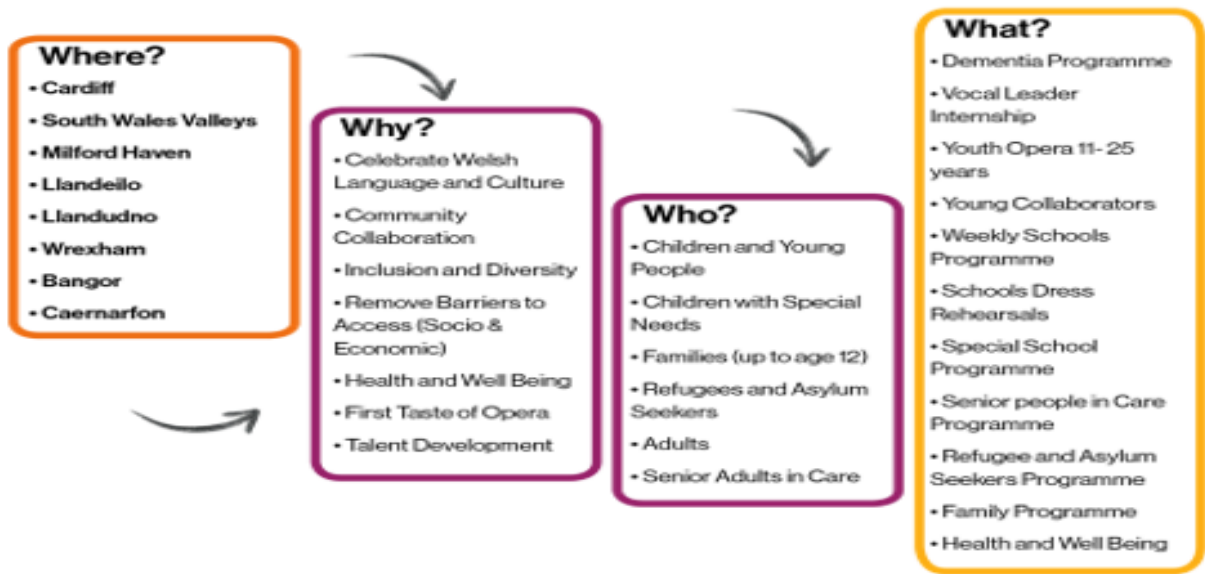 Where?
• Cardiff
• South Wales Valleys
• Milford Haven
• Llandeilo
• Llandudno
• Wrexham
• Bangor
• Caernarfon
Why?
• Celebrate Welsh
Language and Culture
• Community
Collaboration
• Inclusion and Diversity
• Remove Barriers to
Access (Socio &
Economic)
• Health and Well Being
• First Taste of Opera
• Talent Development
Who?
• Children and Young
People
• Children with Special
Needs
• Families (up to age 12)
• Refugees and Asylum
Seekers
• Adults
• Senior Adults in Care
What?
• Dementia Programme
• Vocal Leader
Internship
• Youth Opera 11- 25
years
• Young Collaborators
• Weekly Schools
Programme
• Schools Dress
Rehearsals
• Special School
Programme
• Senior people in Care
Programme
• Refugee and Asylum
Seekers Programme
• Family Programme
• Health and Well Being